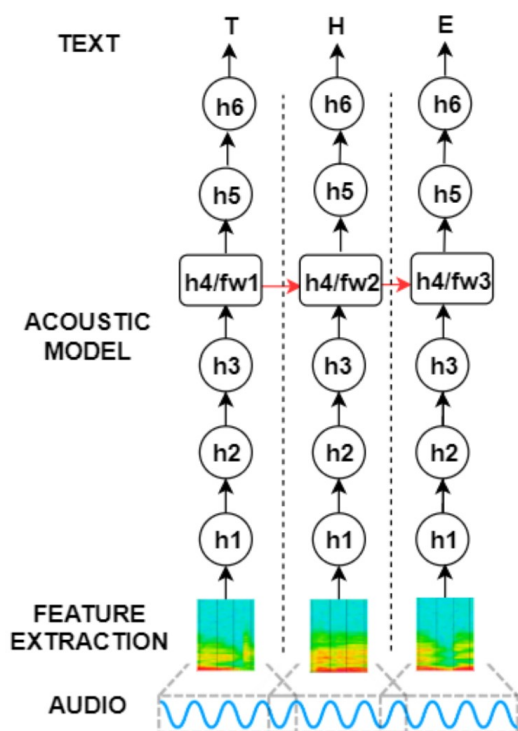 TEXT T H E
h6 h6 h6
h5 h5 h5
h4/fw1 h4/fw2 h4/fw3
ACOUSTIC
MODEL
h3 h3 h3
h2 h2 h2
h1 h1 h1
FEATURE
EXTRACTION
AUDIO